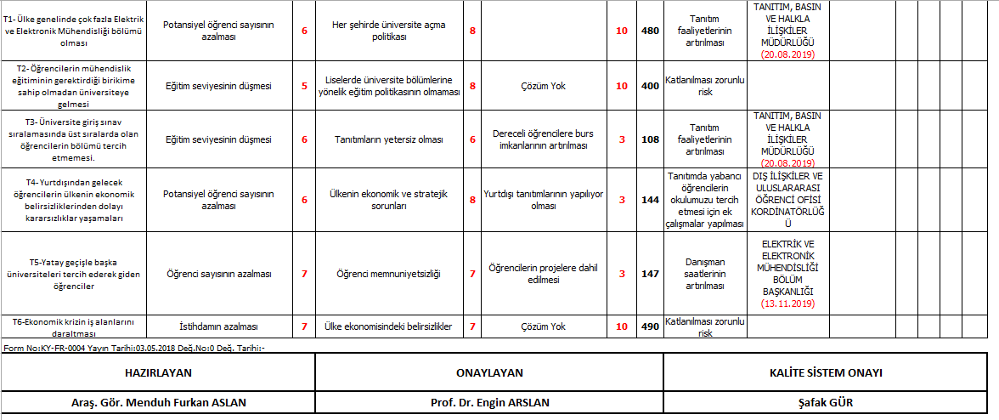 T1- Ülke genelinde çok fazla Elektrik
ve Elektronik Mühendisliği bölümü
olması
Potansiyel öğrenci sayısının
azalması
6
Her şehirde üniversite açma
politikası
8
10
480
Tanıtım
faaliyetlerinin
artırılması
TANITIM, BASIN
VE HALKLA
İLİŞKİLER
MÜDÜRLÜĞÜ
(20.08.2019)
T2- Öğrencilerin mühendislik
eğitiminin gerektirdiği birikime
sahip olmadan üniversiteye
gelmesi
Eğitim seviyesinin düşmesi
5
Liselerde üniversite bölümlerine
yönelik eğitim politikasının olmaması
8
Çözüm Yok
10
400
Katlanılması zorunlu
risk
T3- Üniversite giriş sınav
sıralamasında üst sıralarda olan
öğrencilerin bölümü tercih
etmemesi.
Eğitim seviyesinin düşmesi
6
Tanıtımların yetersiz olması
6
Dereceli öğrencilere burs
imkanlarının artırılması
3
108
Tanıtım
faaliyetlerinin
artırılması
TANITIM, BASIN
VE HALKLA
İLİŞKİLER
MÜDÜRLÜĞÜ
(20.08.2019)
T4- Yurtdışından gelecek
öğrencilerin ülkenin ekonomik
belirsizliklerinden dolayı
kararsızlıklar yaşamaları
Potansiyel öğrenci sayısının
azalması
6
Ülkenin ekonomik ve stratejik
sorunları
8
Yurtdışı tanıtımlarının yapılıyor
olması
3
144
Tanıtımda yabancı
öğrencilerin
okulumuzu tercih
etmesi için ek
çalışmalar yapılması
DIŞ İLİŞKİLER VE
ULUSLARARASI
ÖĞRENCİ OFİSİ
KORDİNATÖRLÜĞ
Ü
T5-Yatay geçişle başka
üniversiteleri tercih ederek giden
öğrenciler
Öğrenci sayısının azalması
7
Öğrenci memnuniyetsizliği
7
Öğrencilerin projelere dahil
edilmesi
3
147
Danışman
saatlerinin
artırılması
ELEKTRİK VE
ELEKTRONİK
MÜHENDİSLİĞİ
BÖLÜM
BAŞKANLIĞI
(13.11.2019)
T6-Ekonomik krizin iş alanlarını
daraltması
İstihdamın azalması
7
Ülke ekonomisindeki belirsizlikler
7
Çözüm Yok
10
490
Katlanılması zorunlu
risk
Form No:KY-FR-0004 Yayın Tarihi:03.05.2018 Değ.No:0 Değ. Tarihi:-
HAZIRLAYAN
ONAYLAYAN
KALİTE SİSTEM ONAYI
Araş. Gör. Menduh Furkan ASLAN
Prof. Dr. Engin ARSLAN
Şafak GÜR